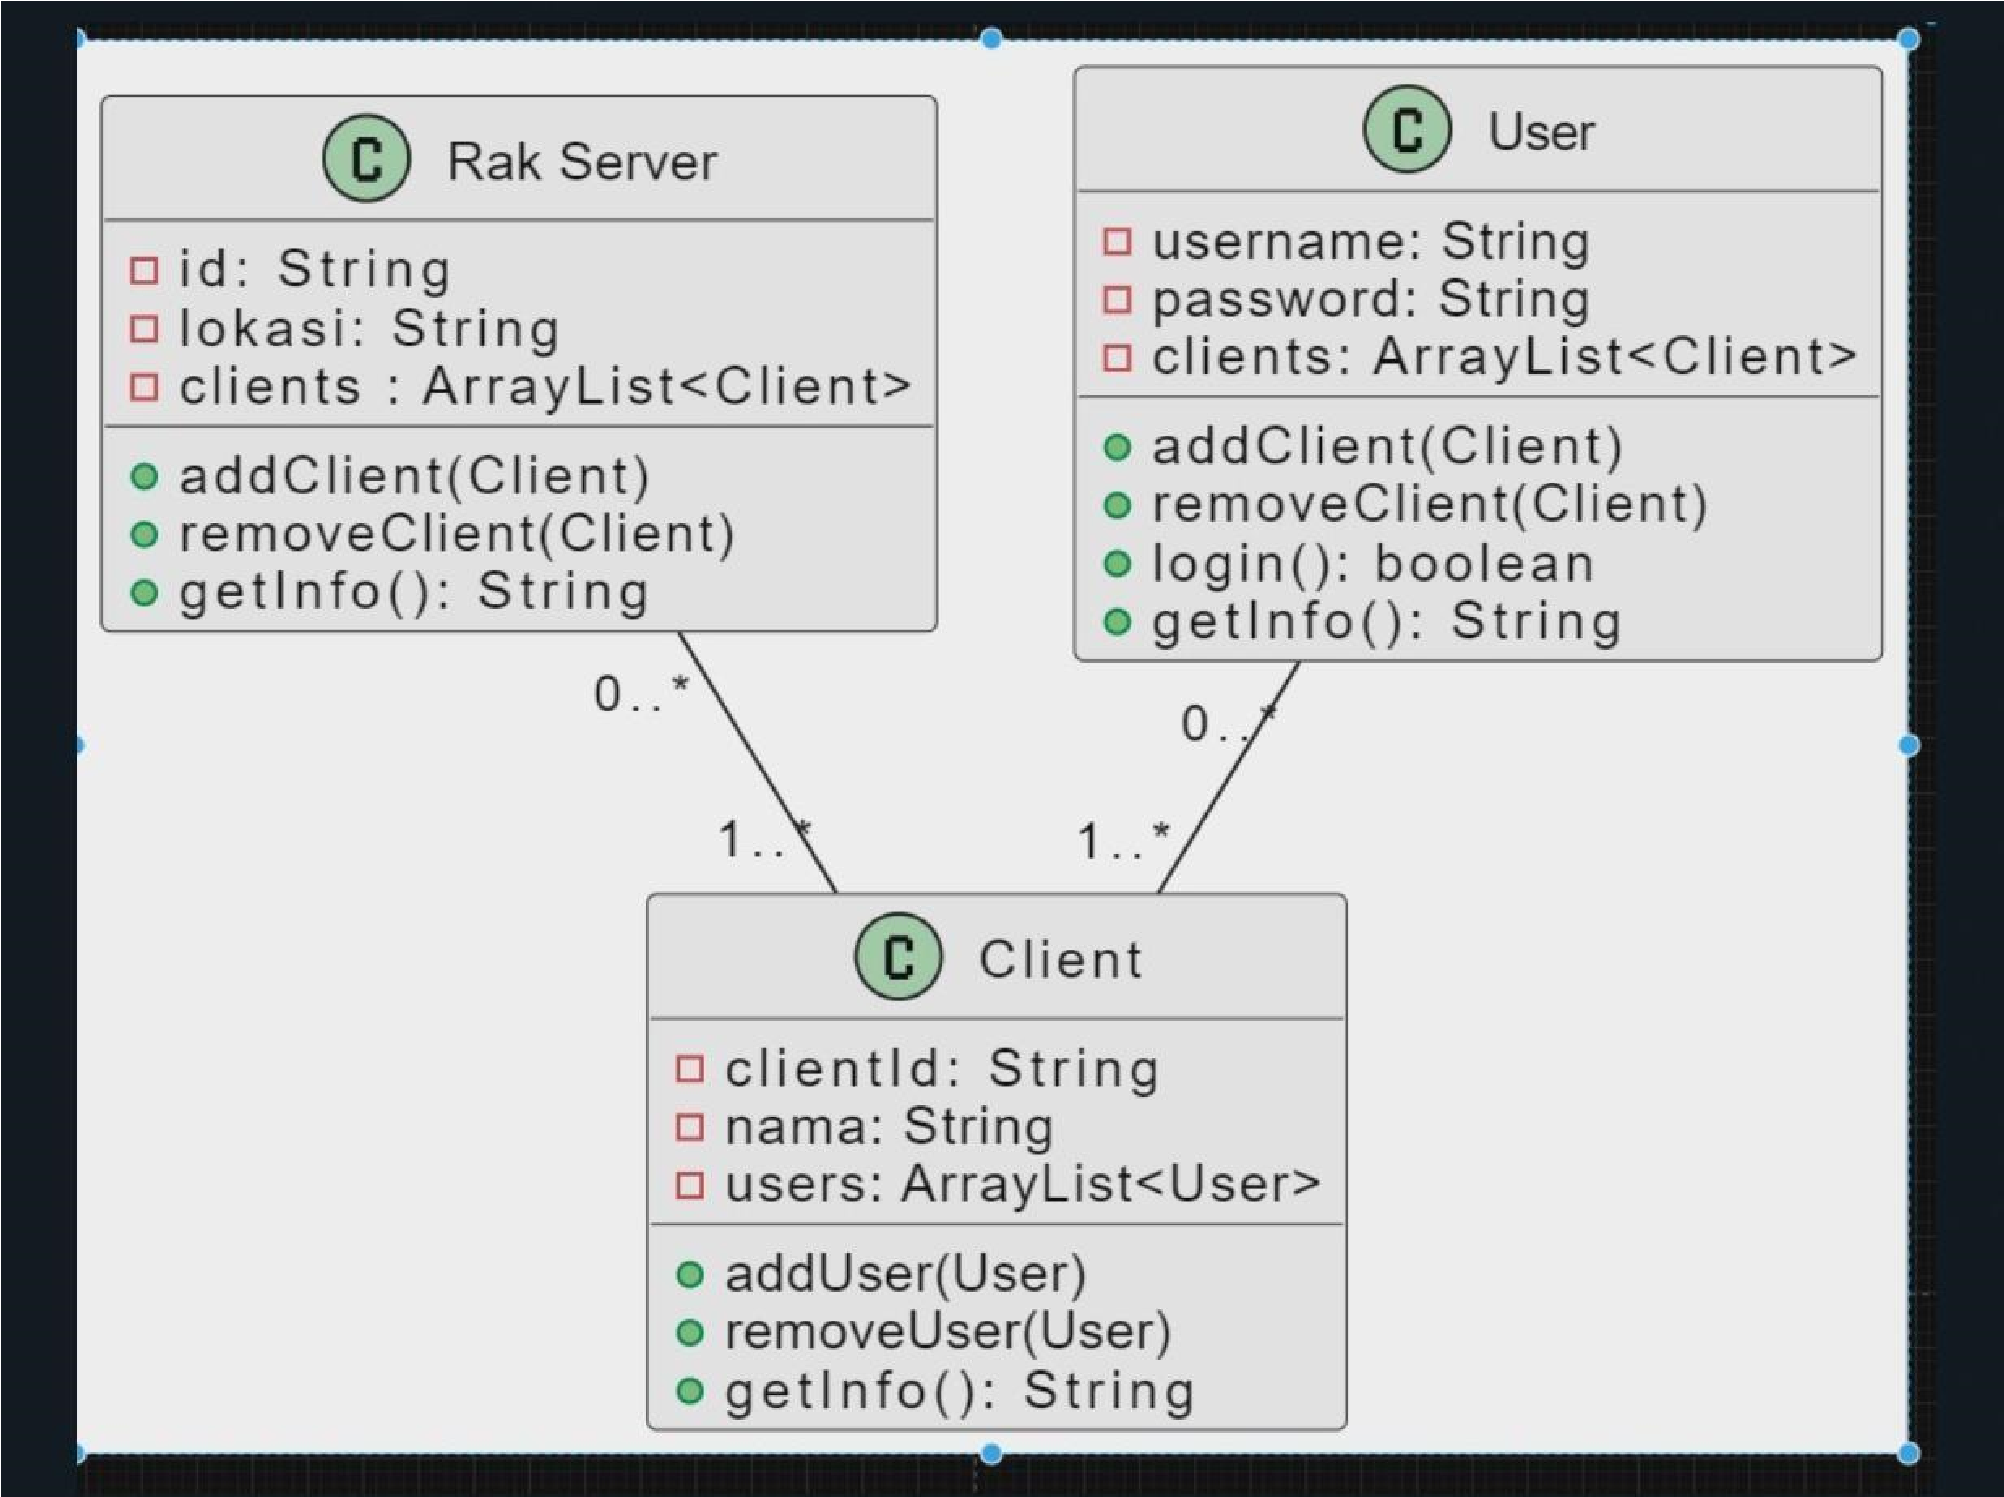 C Rak Server
id: String
lokasi: String
clients : ArrayList<Client>
addClient(Client)
removeClient(Client)
getInfo(): String
C User
username: String
password: String
clients: ArrayList<Client>
addClient(Client)
removeClient(Client)
login(): boolean
getInfo(): String
0..*
1..*
0..*
1..*
C Client
clientId: String
nama: String
users: ArrayList<User>
addUser(User)
removeUser(User)
getInfo(): String